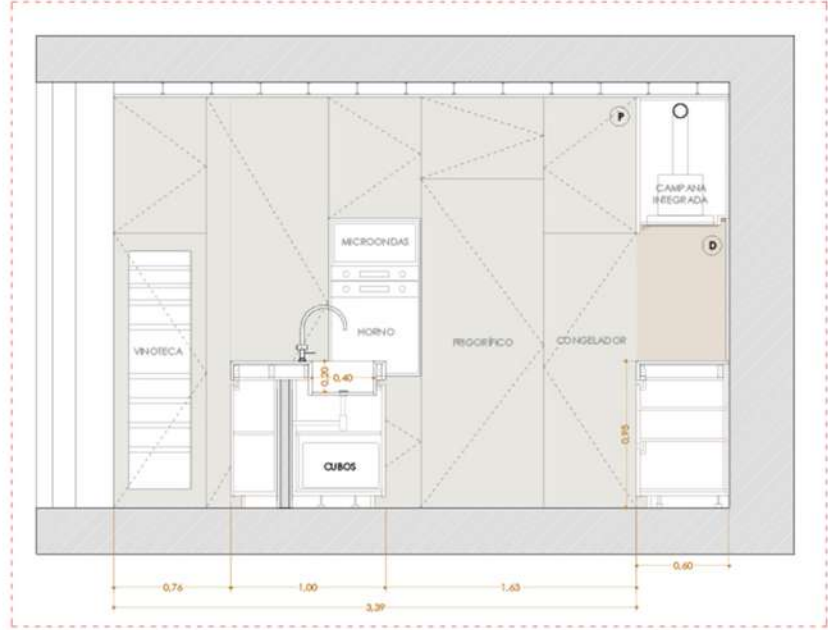 P
CAMPANA
INTEGRADA
MICROONDAS
D
HORNO
VINOTECA
FRIGORÍFICO
CONGELADOR
0,20
0,40
0,95
CUBOS
0,60
0,76
1,00
1,63
3,39